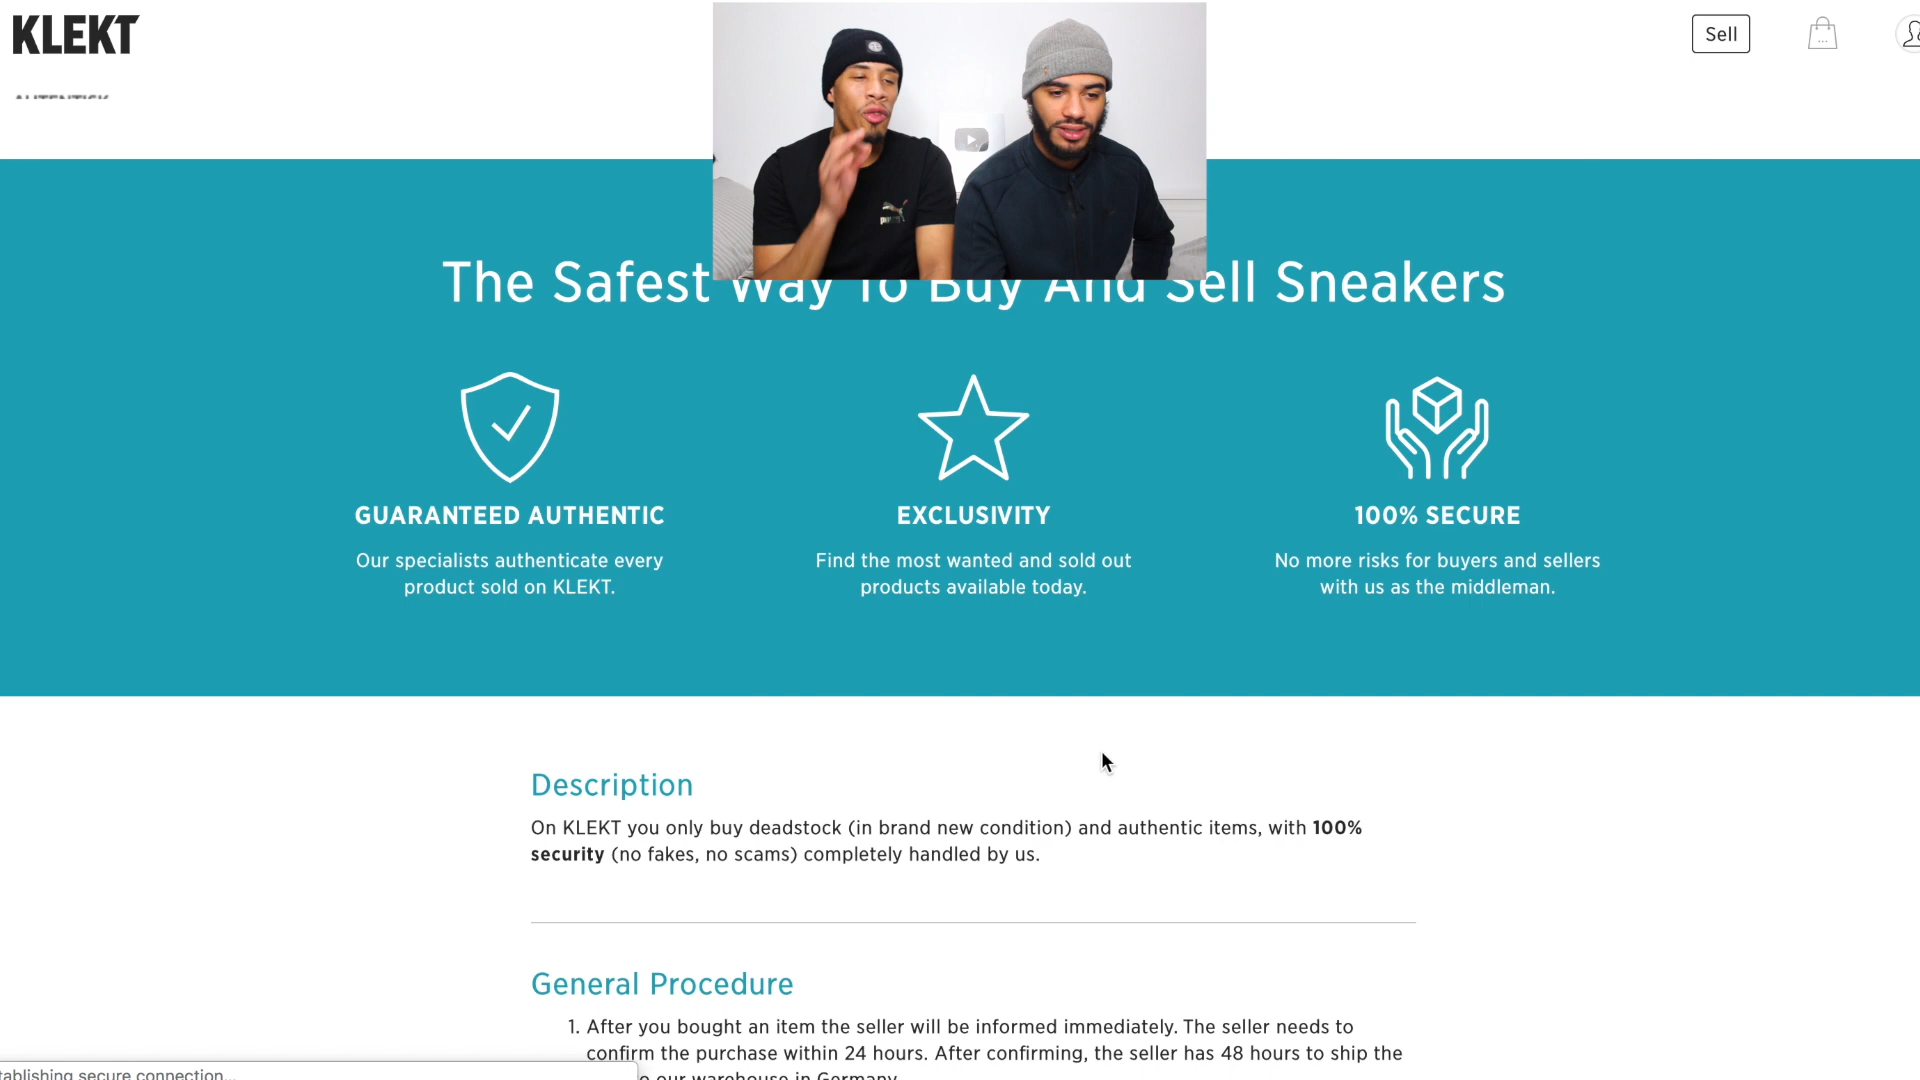 KLEKT
Sell
The Safest Way To Buy And Sell Sneakers
GUARANTEED AUTHENTIC
Our specialists authenticate every
product sold on KLEKT.
EXCLUSIVITY
Find the most wanted and sold out
products available today.
100% SECURE
No more risks for buyers and sellers
with us as the middleman.
Description
On KLEKT you only buy deadstock (in brand new condition) and authentic items, with 100%
security (no fakes, no scams) completely handled by us.
General Procedure
1. After you bought an item the seller will be informed immediately. The seller needs to
confirm the purchase within 24 hours. After confirming, the seller has 48 hours to ship the
our warehouse in Germany.
secure connection...